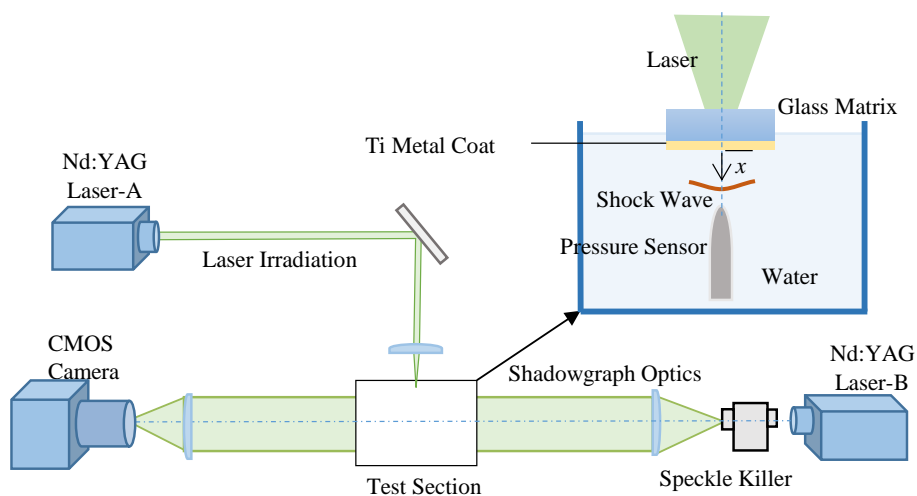 Laser
Glass Matrix
Ti Metal Coat
x
Shock Wave
Pressure Sensor
Water
Nd:YAG
Laser-A
Laser Irradiation
CMOS
Camera
Shadowgraph Optics
Nd:YAG
Laser-B
Test Section
Speckle Killer